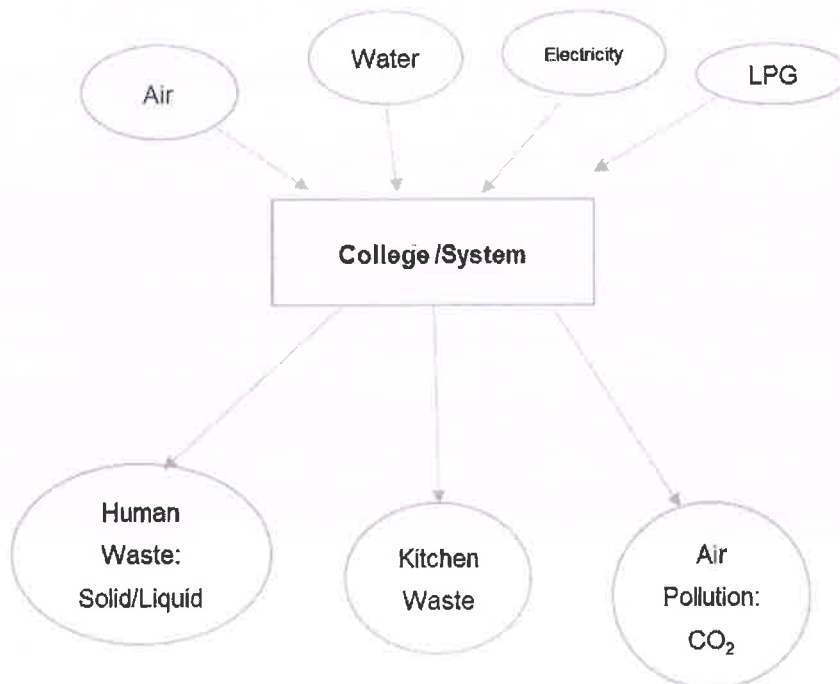 Air
Water
Electricity
LPG
College/System
Human
Waste:
Solid/Liquid
Kitchen
Waste
Air
Pollution:
CO₂